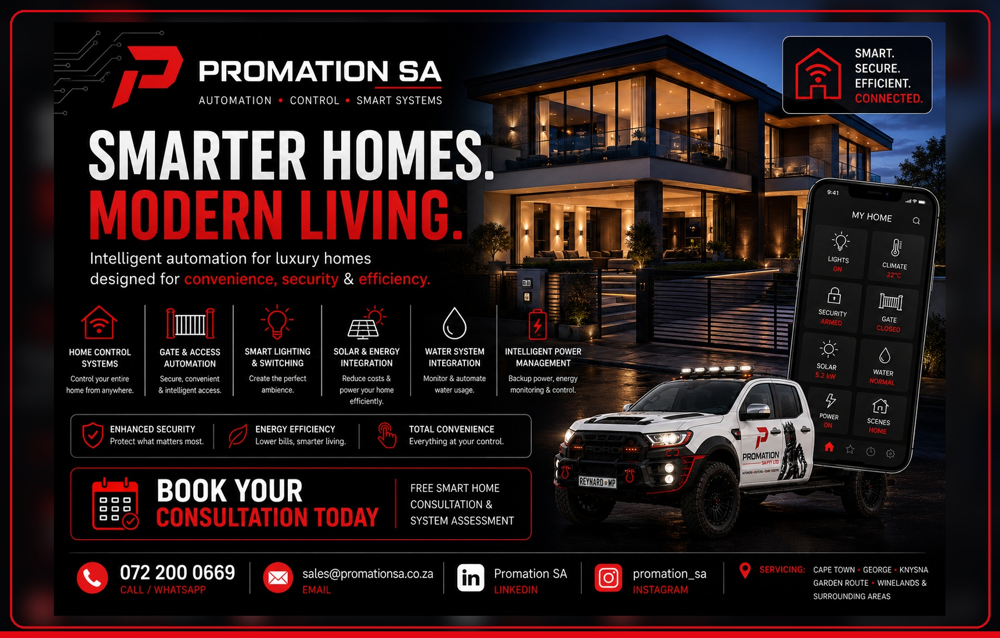 PROMATION SA
AUTOMATION • CONTROL • SMART SYSTEMS
SMART.
SECURE.
EFFICIENT.
CONNECTED.
SMARTER HOMES.
MODERN LIVING.
Intelligent automation for luxury homes
designed for convenience, security & efficiency.
HOME CONTROL
SYSTEMS
Control your entire
home from anywhere.
GATE & ACCESS
AUTOMATION
Secure, convenient
& intelligent access.
SMART LIGHTING
& SWITCHING
Create the perfect
ambience.
SOLAR & ENERGY
INTEGRATION
Reduce costs &
power your home
efficiently.
WATER SYSTEM
INTEGRATION
Monitor & automate
water usage.
INTELLIGENT POWER
MANAGEMENT
Backup power, energy
monitoring & control.
9:41
MY HOME
LIGHTS
ON
CLIMATE
22°C
SECURITY
ARMED
GATE
CLOSED
SOLAR
5.2 kW
WATER
NORMAL
POWER
ON
SCENES
HOME
ENHANCED SECURITY
Protect what matters most.
ENERGY EFFICIENCY
Lower bills, smarter living.
TOTAL CONVENIENCE
Everything at your control.
FORD
PROMATION
SA PTY LTD
REYNARD WP
BOOK YOUR
CONSULTATION TODAY
FREE SMART HOME
CONSULTATION &
SYSTEM ASSESSMENT
072 200 0669
CALL / WHATSAPP
sales@promationsa.co.za
EMAIL
in
Promation SA
LINKEDIN
promation_sa
INSTAGRAM
SERVICING: CAPE TOWN • GEORGE • KNYSNA
GARDEN ROUTE • WINELANDS &
SURROUNDING AREAS